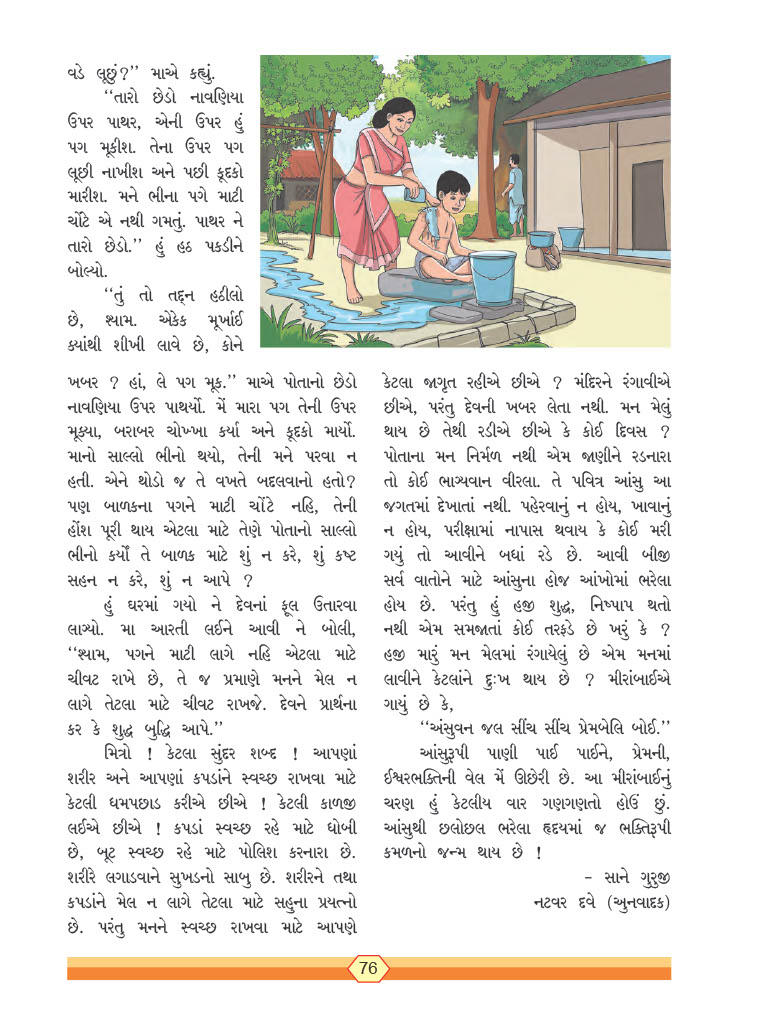 વડે લૂછું?’’ માએ કહ્યું.
‘‘તારો છેડો નાવણિયા
ઉપર પાથર, એની ઉપર હું
પગ મૂકીશ. તેના ઉપર પગ
લૂછી નાખીશ અને પછી કૂદકો
મારીશ. મને ભીના પગે માટી
ચોંટે એ નથી ગમતું. પાથર ને
તારો છેડો.’’ હું હઠ પકડીને
બોલ્યો.
‘‘તું તો તદ્દન હઠીલો
છે, શ્યામ. એકેક મૂર્ખાઈ
ક્યાંથી શીખી લાવે છે, કોને
ખબર ? હાં, લે પગ મૂક.’’ માએ પોતાનો છેડો
નાવણિયા ઉપર પાથર્યો. મેં મારા પગ તેની ઉપર
મૂક્યા, બરાબર ચોખ્ખા કર્યા અને કૂદકો માર્યો.
માનો સાલ્લો ભીનો થયો, તેની મને પરવા ન
હતી. એને થોડો જ તે વખતે બદલવાનો હતો?
પણ બાળકના પગને માટી ચોંટે નહિ, તેની
હોંશ પૂરી થાય એટલા માટે તેણે પોતાનો સાલ્લો
ભીનો કર્યો તે બાળક માટે શું ન કરે, શું કષ્ટ
સહન ન કરે, શું ન આપે ?
હું ઘરમાં ગયો ને દેવનાં ફૂલ ઉતારવા
લાગ્યો. મા આરતી લઈને આવી ને બોલી,
‘‘શ્યામ, પગને માટી લાગે નહિ એટલા માટે
ચીવટ રાખે છે, તે જ પ્રમાણે મનને મેલ ન
લાગે તેટલા માટે ચીવટ રાખજે. દેવને પ્રાર્થના
કર કે શુદ્ધ બુદ્ધિ આપે.’’
મિત્રો ! કેટલા સુંદર શબ્દ ! આપણાં
શરીર અને આપણાં કપડાંને સ્વચ્છ રાખવા માટે
કેટલી ધમપછાડ કરીએ છીએ ! કેટલી કાળજી
લઈએ છીએ ! કપડાં સ્વચ્છ રહે માટે ધોબી
છે, બૂટ સ્વચ્છ રહે માટે પોલિશ કરનારા છે.
શરીરે લગાડવાને સુખડનો સાબુ છે. શરીરને તથા
કપડાંને મેલ ન લાગે તેટલા માટે સહુના પ્રયત્નો
છે. પરંતુ મનને સ્વચ્છ રાખવા માટે આપણે
કેટલા જાગૃત રહીએ છીએ ? મંદિરને રંગાવીએ
છીએ, પરંતુ દેવની ખબર લેતા નથી. મન મેલું
થાય છે તેથી રડીએ છીએ કે કોઈ દિવસ ?
પોતાના મન નિર્મળ નથી એમ જાણીને રડનારા
તો કોઈ ભાગ્યવાન વીરલા. તે પવિત્ર આંસુ આ
જગતમાં દેખાતાં નથી. પહેરવાનું ન હોય, ખાવાનું
ન હોય, પરીક્ષામાં નાપાસ થવાય કે કોઈ મરી
ગયું તો આવીને બધાં રડે છે. આવી બીજી
સર્વ વાતોને માટે આંસુના હોજ આંખોમાં ભરેલા
હોય છે. પરંતુ હું હજી શુદ્ધ, નિષ્પાપ થતો
નથી એમ સમજાતાં કોઈ તરફડે છે ખરું કે ?
હજી મારું મન મેલમાં રંગાયેલું છે એમ મનમાં
લાવીને કેટલાંને દુઃખ થાય છે ? મીરાંબાઈએ
ગાયું છે કે,
‘‘અંસુવન જલ સીંચ સીંચ પ્રેમબેલિ બોઈ.’’
આંસુરૂપી પાણી પાઈ પાઈને, પ્રેમની,
ઈશ્વરભક્તિની વેલ મેં ઊછેરી છે. આ મીરાંબાઈનું
ચરણ હું કેટલીય વાર ગણગણતો હોઉં છું.
આંસુથી છલોછલ ભરેલા હૃદયમાં જ ભક્તિરૂપી
કમળનો જન્મ થાય છે !
- સાને ગુરુજી
નટવર દવે (અનુવાદક)
76